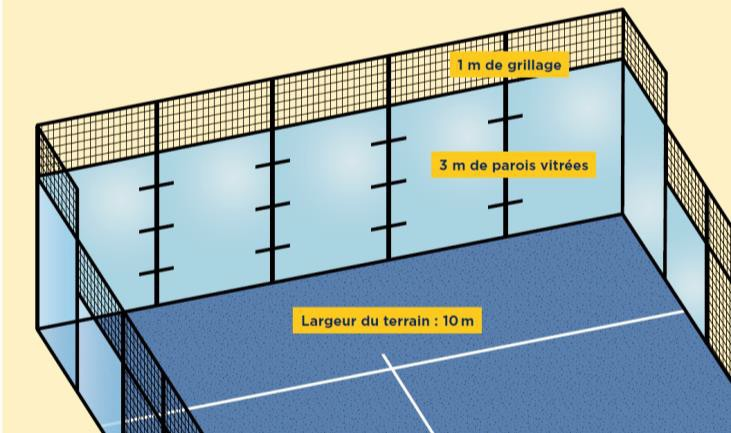 1 m de grillage
3 m de parois vitrées
Largeur du terrain : 10 m